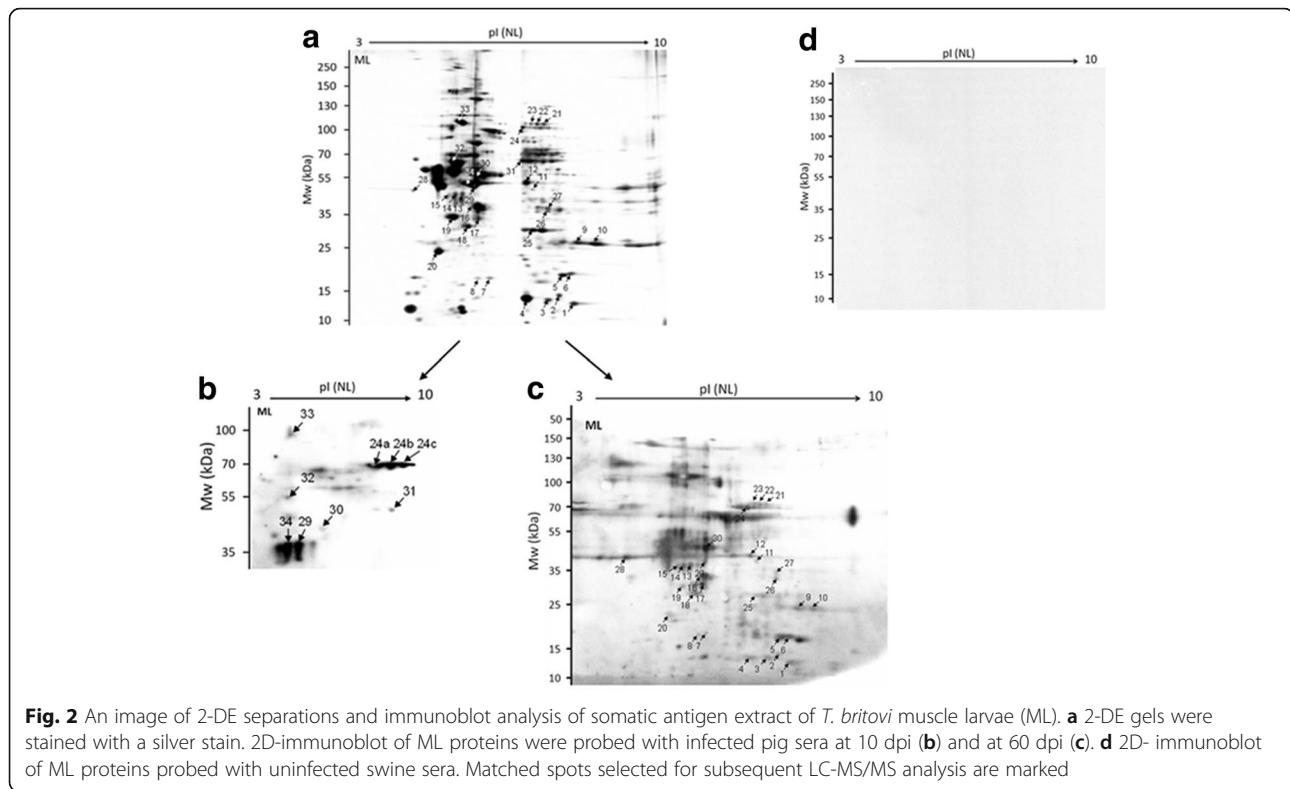 a
3 pI (NL) 10
ML
Mw (kDa)
250
150
130
100
70
55
35
25
15
10
33
23 22 21
24
32
30
31
12
11
28
29
15 14 13
16
27
19
18 17
26
25
9 10
20
8 7
5 6
4 3 2 1
d
3 pI (NL) 10
Mw (kDa)
250
150
130
100
70
55
35
25
15
10
b
3 pI (NL) 10
ML
Mw (kDa)
100
70
55
35
33
24a 24b 24c
32
31
30
34 29
c
3 pI (NL) 10
ML
Mw (kDa)
50
150
130
100
70
55
35
25
15
10
23 22 21
24
30
12
11
28
15 14 13 29
16
27
19
18 17
26
25
9 10
20
8 7
5 6
4 3 2
1
Fig. 2 An image of 2-DE separations and immunoblot analysis of somatic antigen extract of T. britovi muscle larvae (ML). a 2-DE gels were
stained with a silver stain. 2D-immunoblot of ML proteins were probed with infected pig sera at 10 dpi (b) and at 60 dpi (c). d 2D- immunoblot
of ML proteins probed with uninfected swine sera. Matched spots selected for subsequent LC-MS/MS analysis are marked